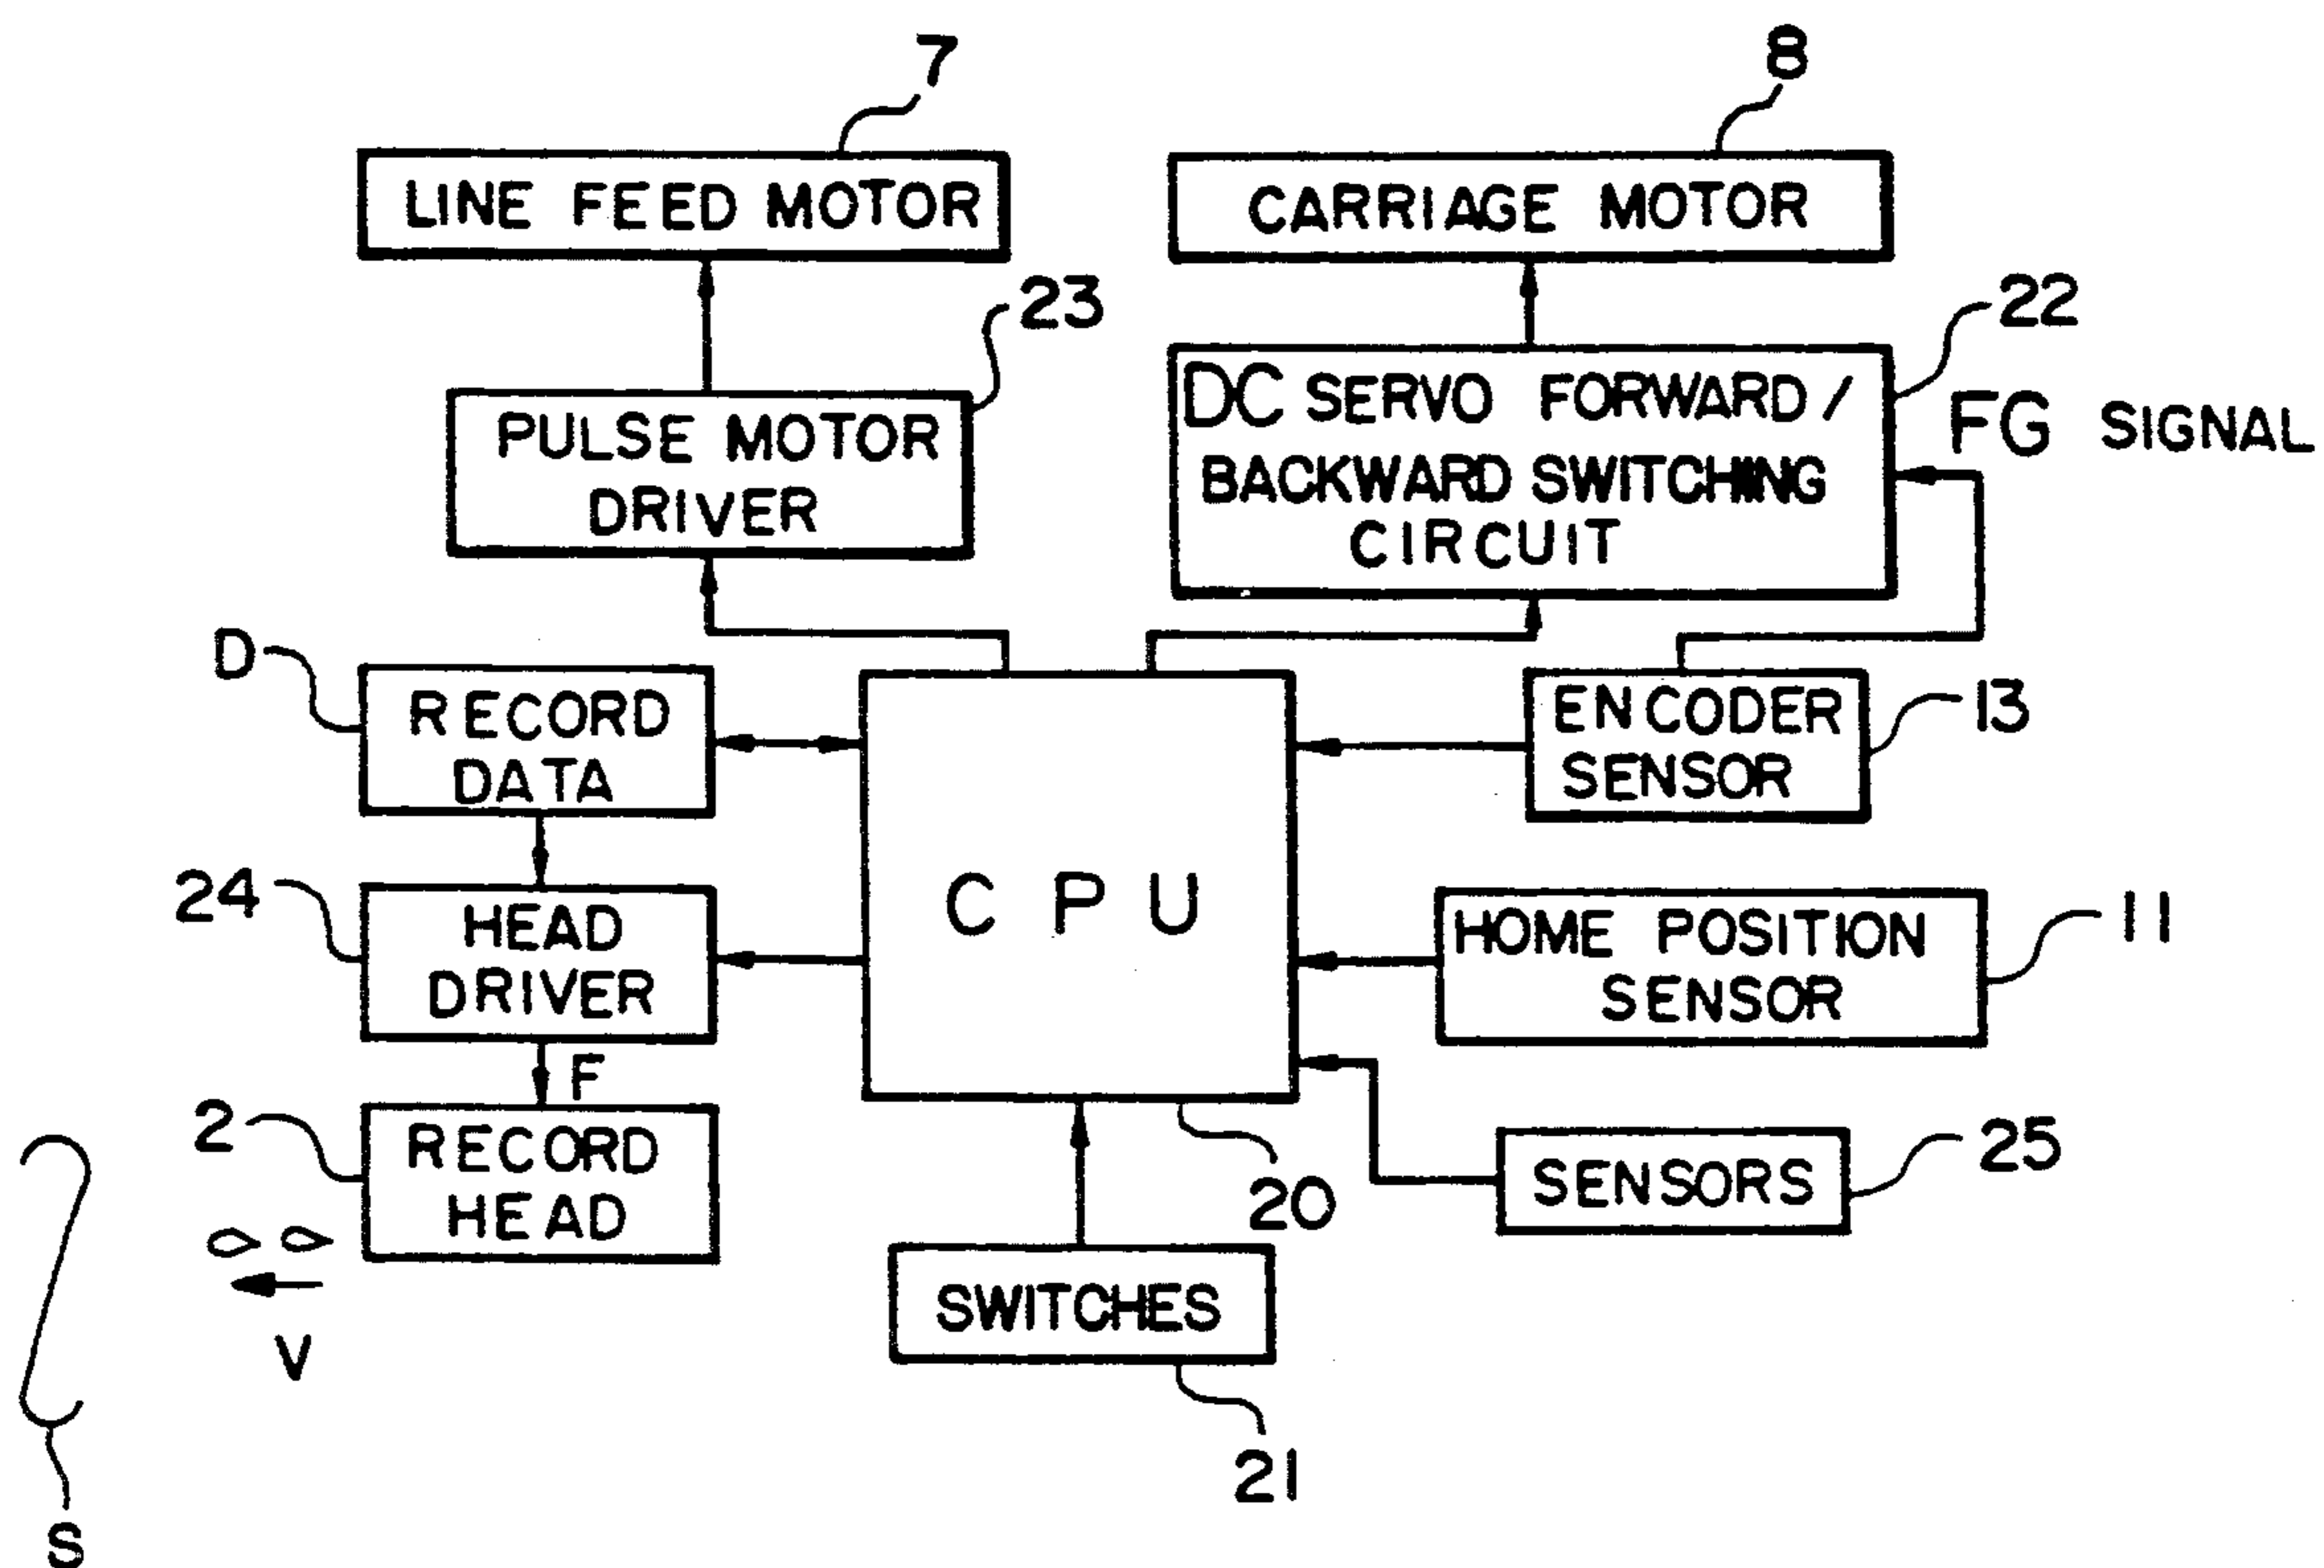 7
8
LINE FEED MOTOR
CARRIAGE MOTOR
23
22
PULSE MOTOR
DRIVER
DC SERVO FORWARD/
BACKWARD SWITCHING
CIRCUIT
FG SIGNAL
D
RECORD
DATA
ENCODER
SENSOR
13
24
HEAD
DRIVER
CPU
HOME POSITION
SENSOR
11
F
2
RECORD
HEAD
20
SENSORS
25
V
SWITCHES
21
S